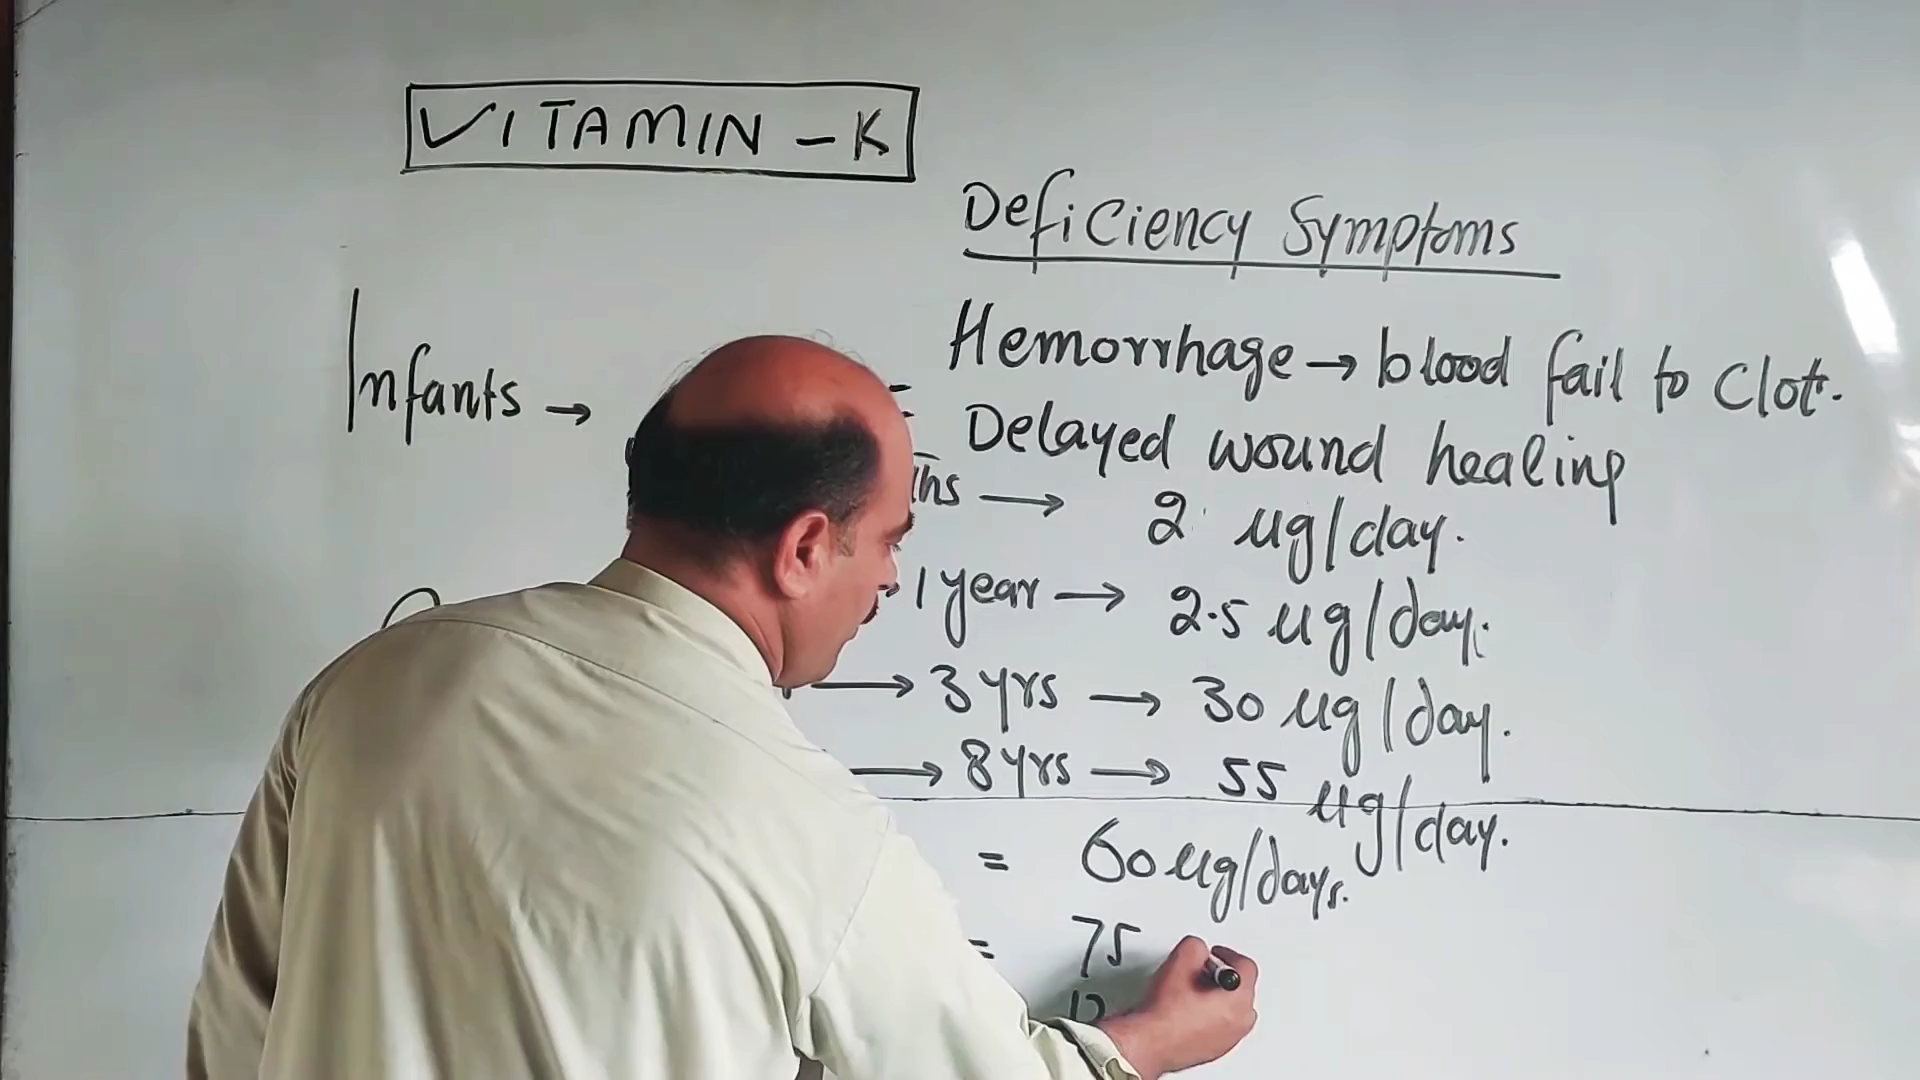 VITAMIN - K
Deficiency Symptoms
Hemorrhage → blood fail to Clot.
Infants → =
Delayed wound healing
ths → 2 ug/day.
1 year → 2.5 ug/day.
→ 3 yrs → 30 ug/day.
→ 8 yrs → 55 ug/day.
= 60 ug/days.
= 75